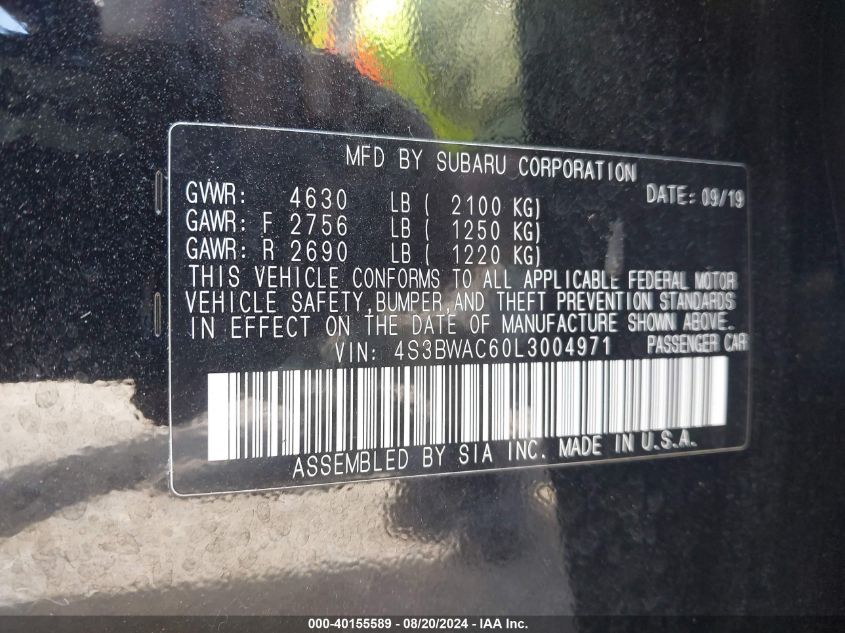 MFD BY SUBARU CORPORATION
GVWR: 4630 LB ( 2100 KG) DATE: 09/19
GAWR: F 2756 LB ( 1250 KG)
GAWR: R 2690 LB ( 1220 KG)
THIS VEHICLE CONFORMS TO ALL APPLICABLE FEDERAL MOTOR
VEHICLE SAFETY, BUMPER, AND THEFT PREVENTION STANDARDS
IN EFFECT ON THE DATE OF MANUFACTURE SHOWN ABOVE.
VIN: 4S3BWAC60L3004971 PASSENGER CAR
ASSEMBLED BY SIA INC. MADE IN U.S.A.
000-40155589 - 08/20/2024 - IAA Inc.